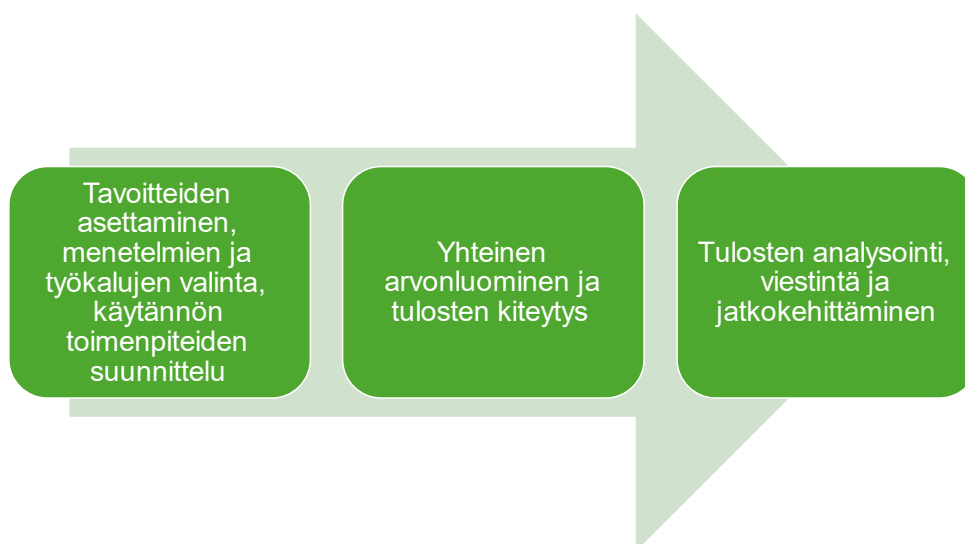 Tavoitteiden
asettaminen,
menetelmien ja
työkalujen valinta,
käytännön
toimenpiteiden
suunnittelu
Yhteinen
arvonluominen ja
tulosten kiteytys
Tulosten analysointi,
viestintä ja
jatkokehittäminen